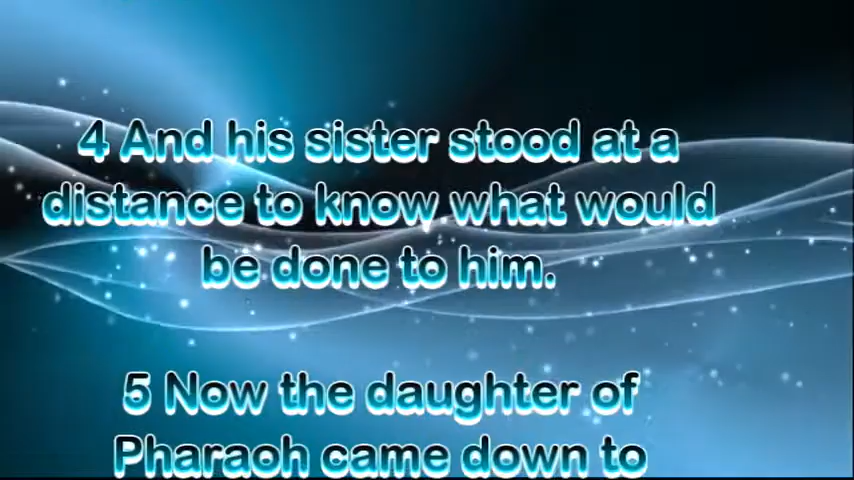 4 And his sister stood at a
distance to know what would
be done to him.
5 Now the daughter of
Pharaoh came down to